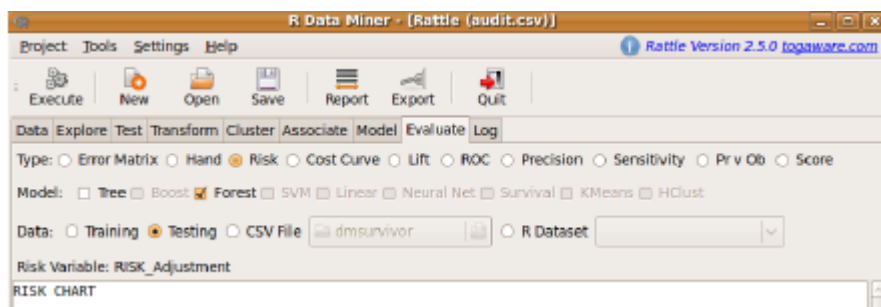 R Data Miner - [Rattle (audit.csv)]
Project Tools Settings Help Rattle Version 2.5.0 togaware.com
Execute New Open Save Report Export Quit
Data Explore Test Transform Cluster Associate Model Evaluate Log
Type: Error Matrix Hand Risk Cost Curve Lift ROC Precision Sensitivity Pr v Ob Score
Model: Tree Boost Forest SVM Linear Neural Net Survival KMeans HClust
Data: Training Testing CSV File dmsurvivor R Dataset
Risk Variable: RISK_Adjustment
RISK CHART